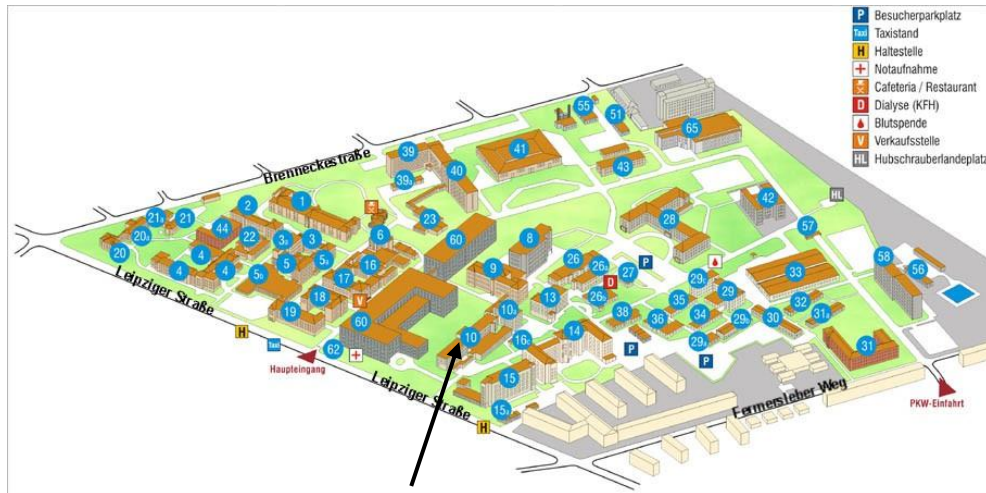 P Besucherparkplatz
Taxi Taxistand
H Haltestelle
Notaufnahme
Cafeteria / Restaurant
D Dialyse (KFH)
Blutspende
V Verkaufsstelle
HL Hubschrauberlandeplatz
Brenneckestraße
55
51
65
39
41
40
43
39a
42
HL
1
2
21a
21
23
28
57
44
20a
6
60
8
20
22
3a
3
5a
4
16
26
26a
27
P
58
56
4
4
5b
5
17
9
D
29c
29
33
18
V
13
26b
35
19
60
10a
38
36
34
32
31a
30
29b
H
Taxi
62
10
16c
14
29a
31
P
P
Haupteingang
Leipziger Straße
Leipziger Straße
15
Fermersleber Weg
PKW-Einfahrt
H